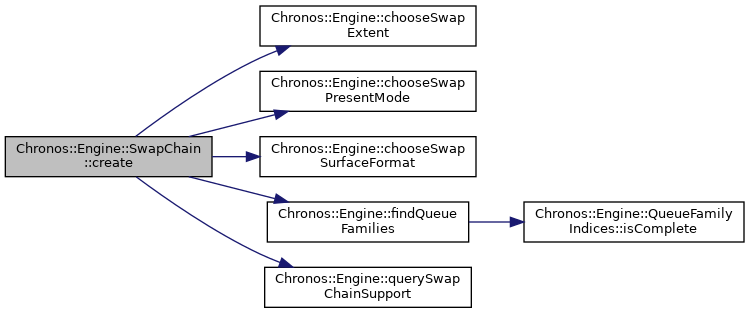 Chronos::Engine::chooseSwap
Extent
Chronos::Engine::chooseSwap
PresentMode
Chronos::Engine::SwapChain
::create
Chronos::Engine::chooseSwap
SurfaceFormat
Chronos::Engine::findQueue
Families
Chronos::Engine::QueueFamily
Indices::isComplete
Chronos::Engine::querySwap
ChainSupport